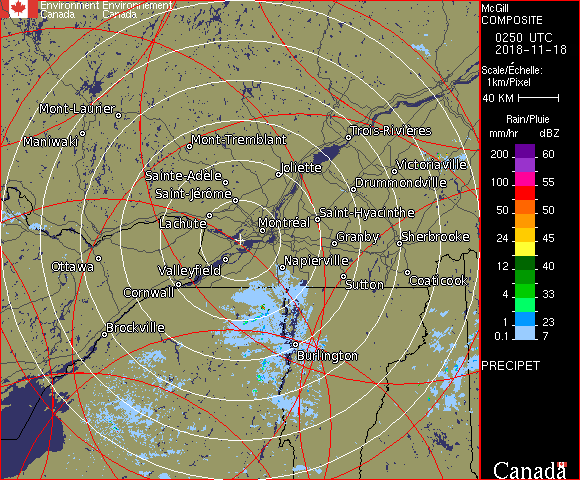 Environment Environnement
Canada Canada
McGill
COMPOSITE
0250 UTC
2018-11-18
Scale/Échelle:
1km/Pixel
40 KM
Rain/Pluie
mm/hr dBZ
200 60
100 55
50 50
24 45
12 40
4 33
1 23
0.1 7
PRECIPET
Canada
Mont-Laurier
Maniwaki
Mont-Tremblant
Trois-Rivières
Joliette
Victoriaville
Sainte-Adèle
Drummondville
Saint-Jérôme
Saint-Hyacinthe
Lachute
Montréal
Granby
Sherbrooke
Ottawa
Valleyfield
Napierville
Sutton
Coaticook
Cornwall
Brockville
Burlington